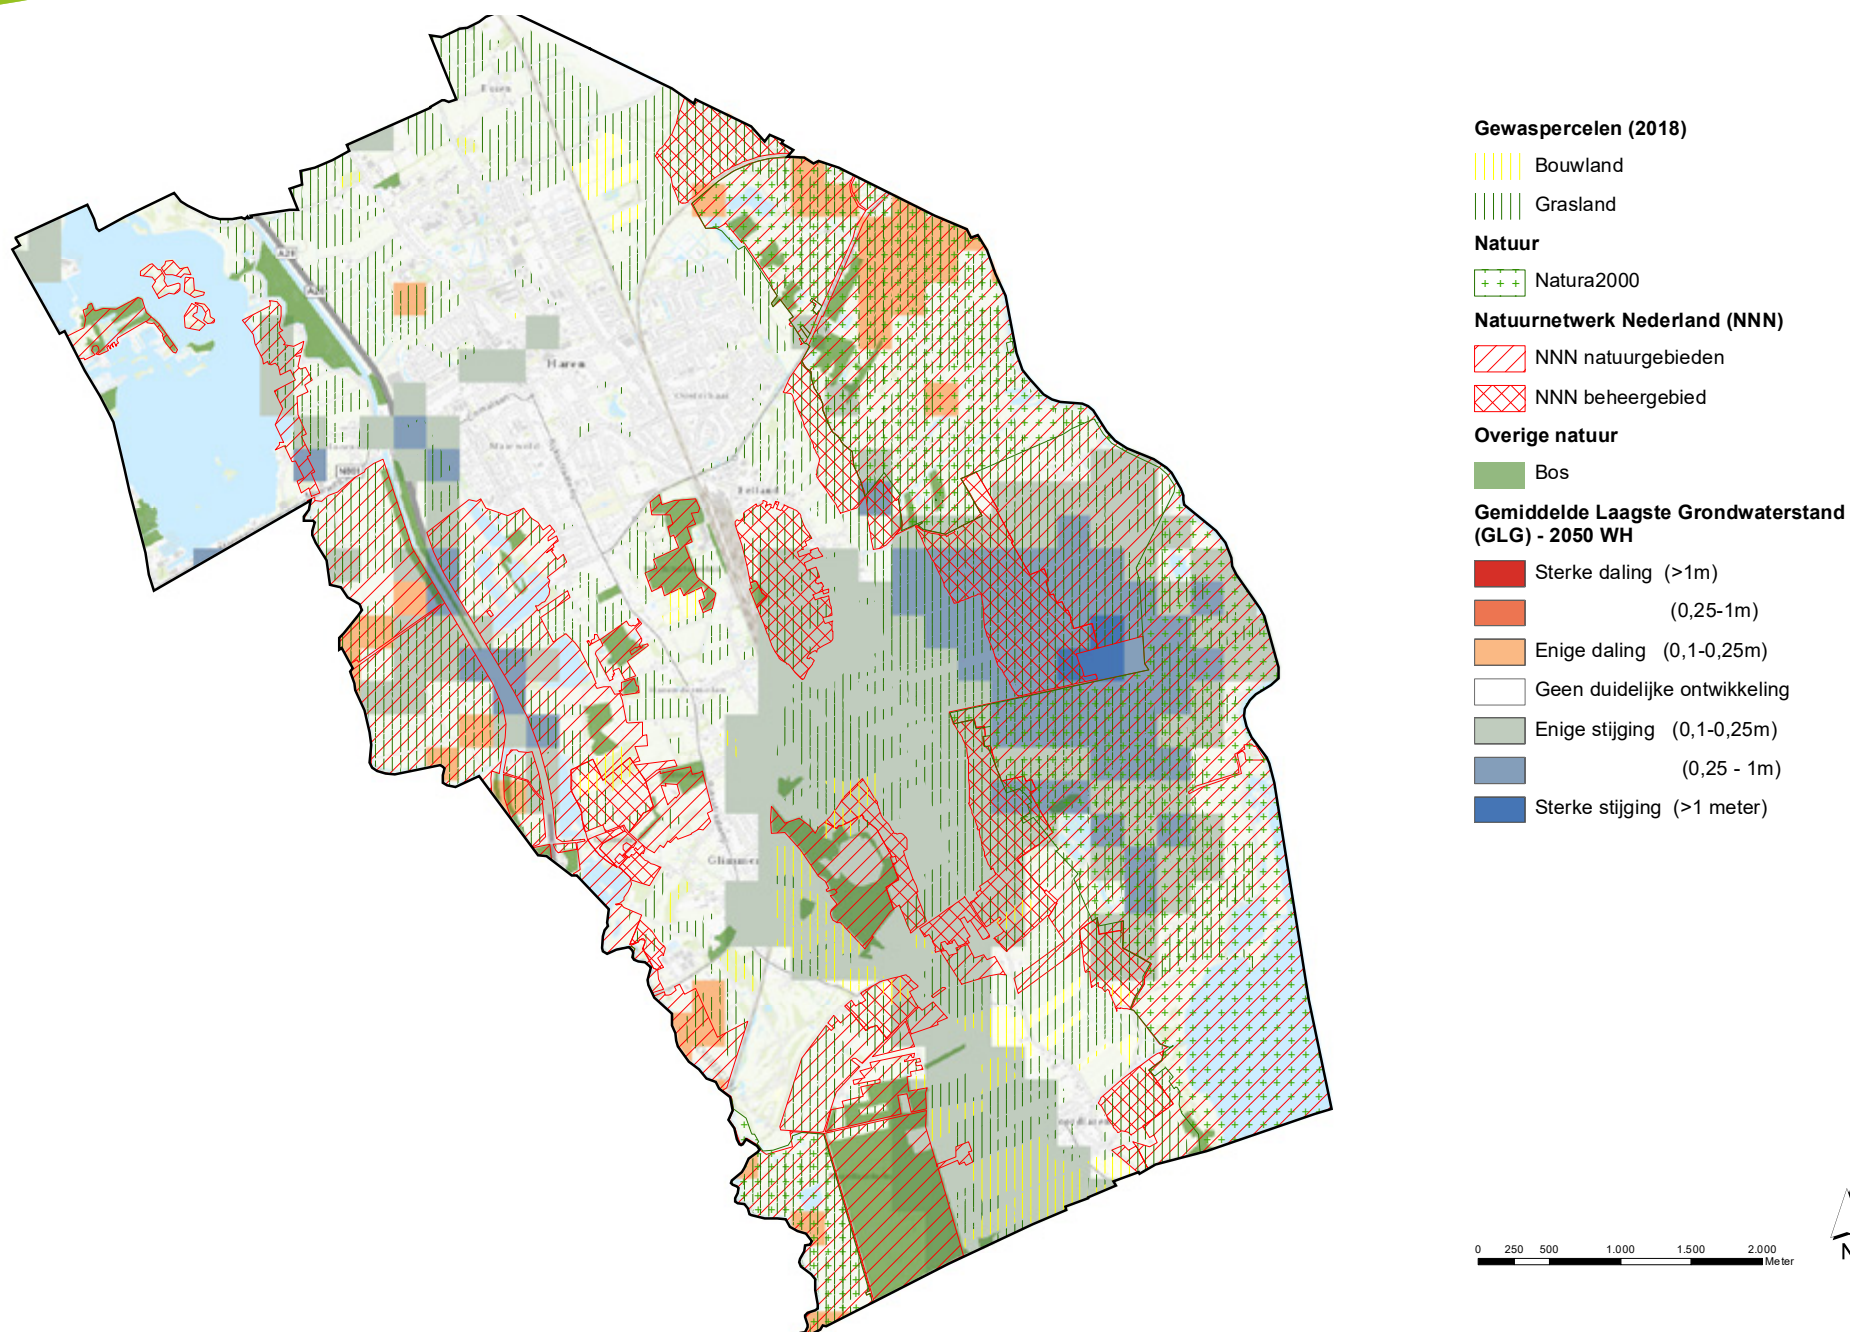 Gewaspercelen (2018)
Bouwland
Grasland
Natuur
Natura2000
Natuurnetwerk Nederland (NNN)
NNN natuurgebieden
NNN beheergebied
Overige natuur
Bos
Gemiddelde Laagste Grondwaterstand
(GLG) - 2050 WH
Sterke daling (>1m)
(0,25-1m)
Enige daling (0,1-0,25m)
Geen duidelijke ontwikkeling
Enige stijging (0,1-0,25m)
(0,25 - 1m)
Sterke stijging (>1 meter)
0 250 500 1.000 1.500 2.000
Meter
Essen
A28
Haren
Glimmen